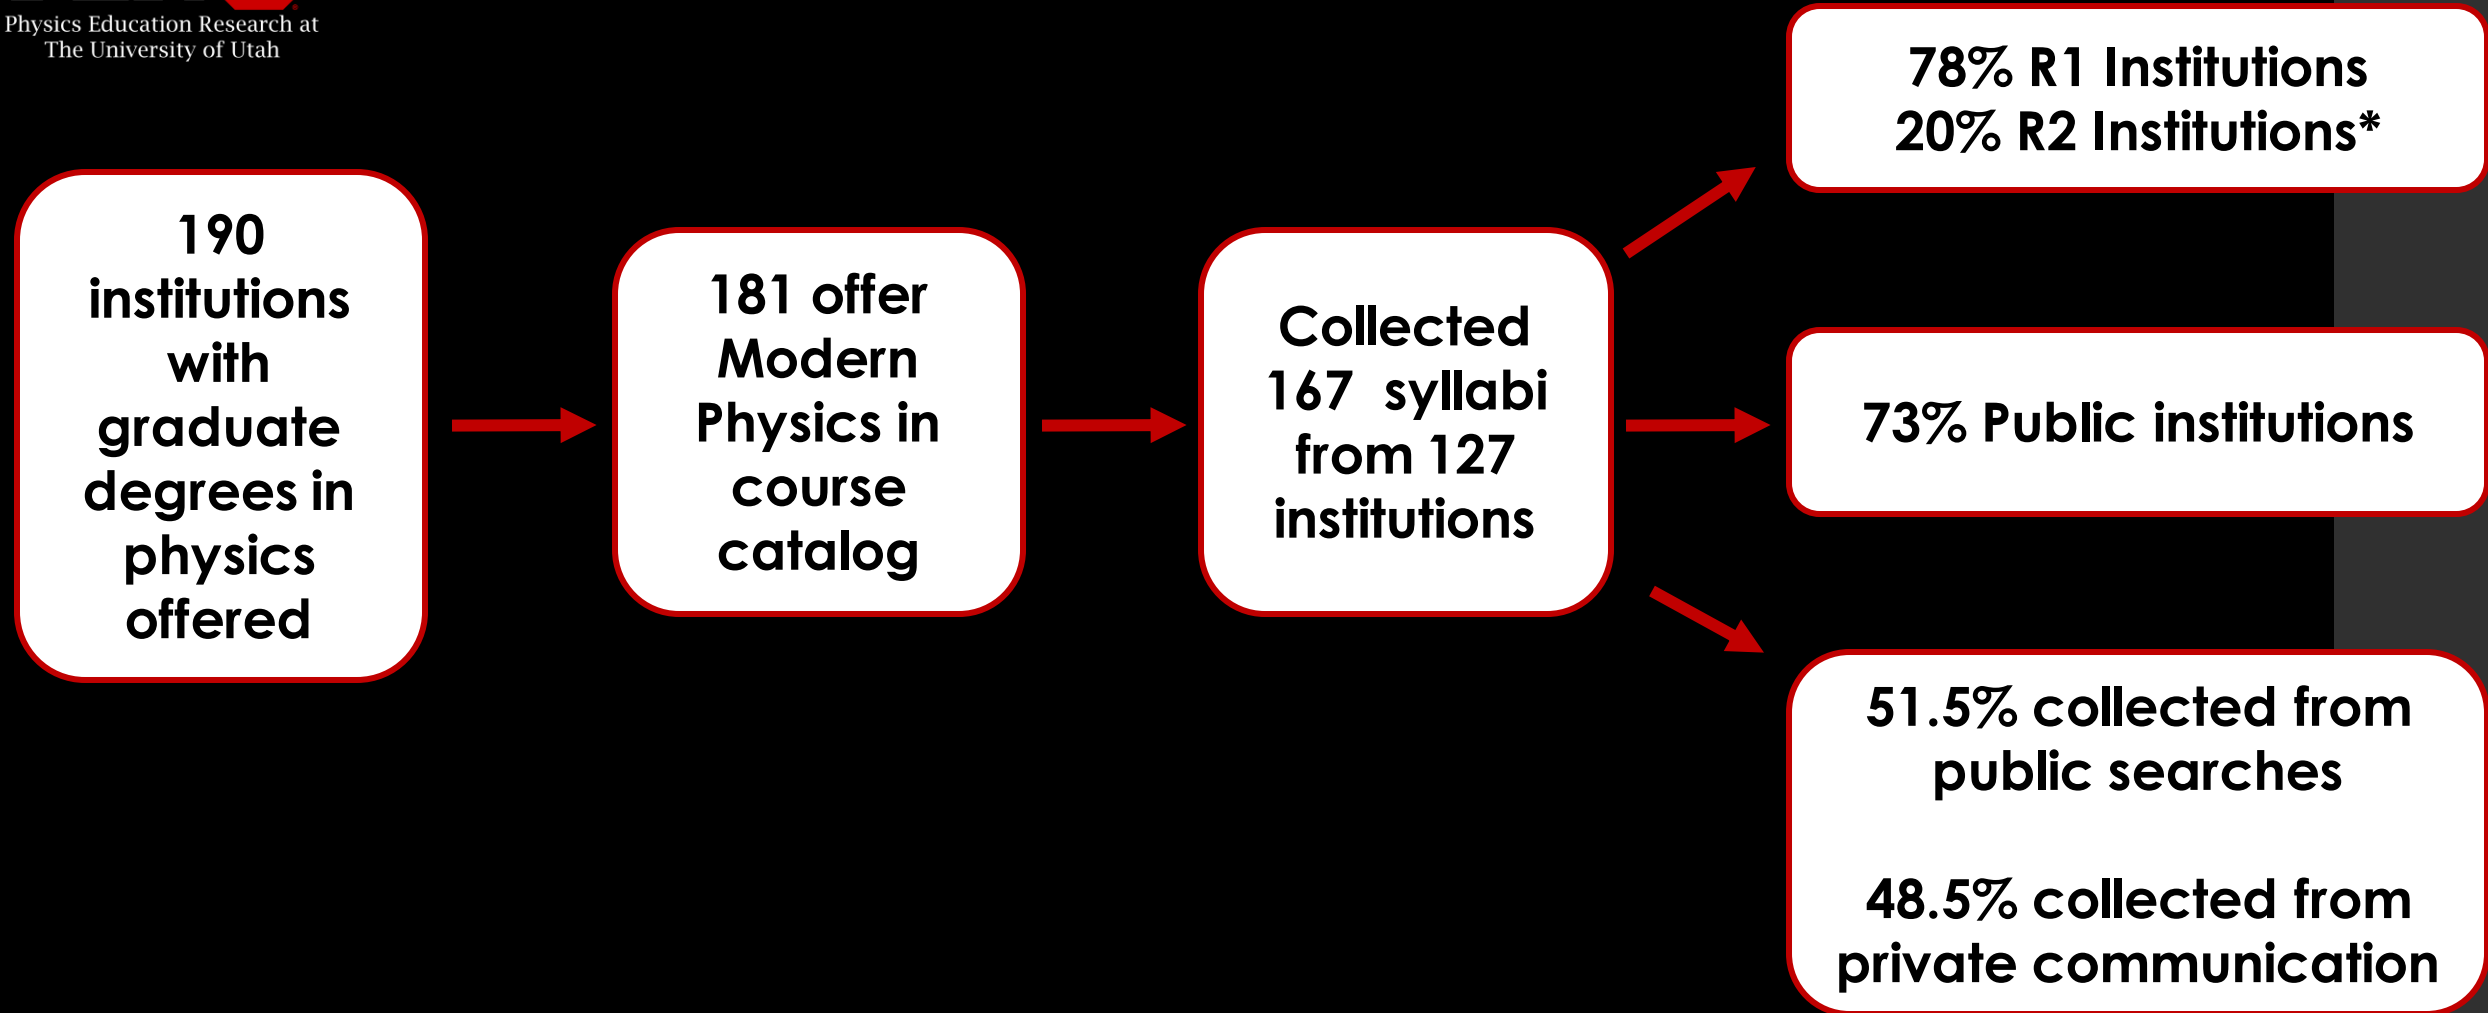 Physics Education Research at
The University of Utah
190
institutions
with
graduate
degrees in
physics
offered
181 offer
Modern
Physics in
course
catalog
Collected
167 syllabi
from 127
institutions
78% R1 Institutions
20% R2 Institutions*
73% Public institutions
51.5% collected from
public searches
48.5% collected from
private communication